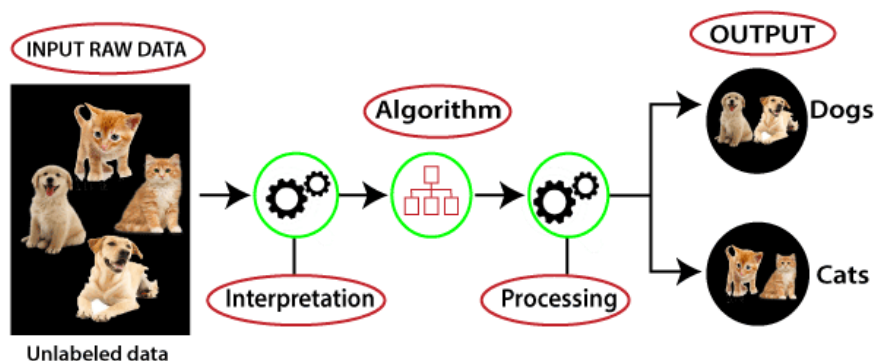 INPUT RAW DATA
Unlabeled data
Interpretation
Algorithm
Processing
OUTPUT
Dogs
Cats